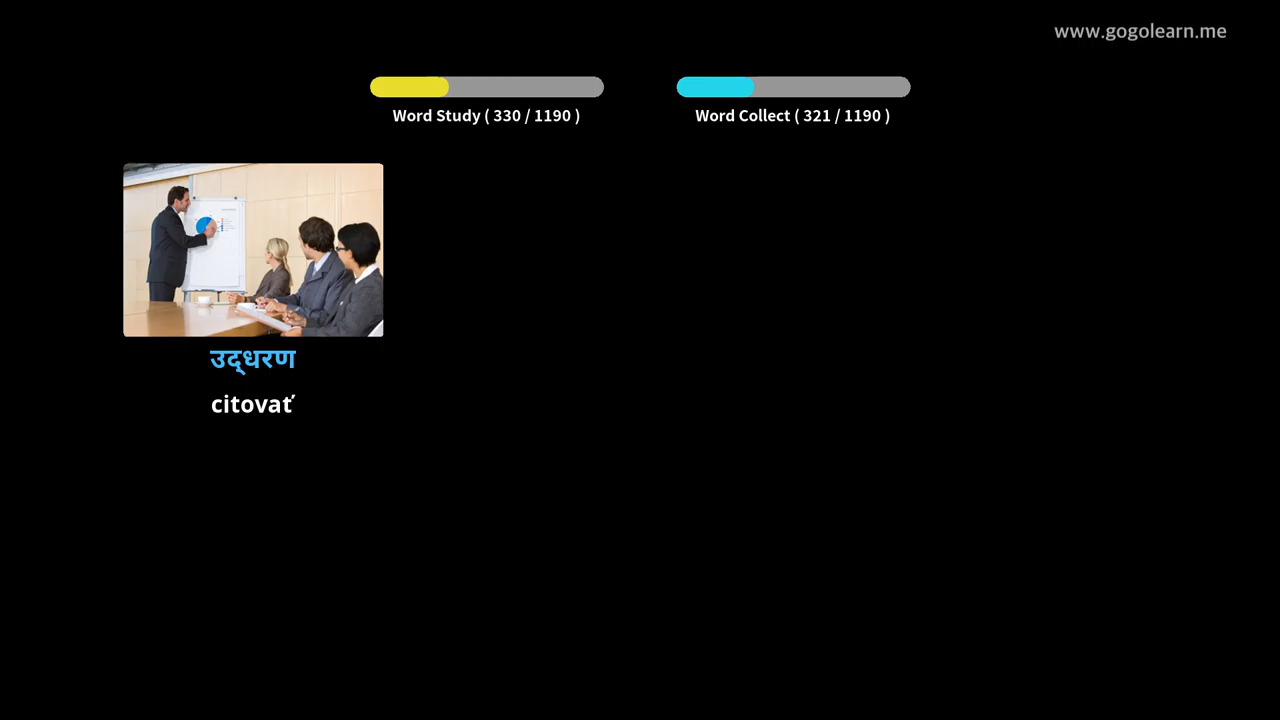 www.gogolearn.me
Word Study ( 330 / 1190 )
Word Collect ( 321 / 1190 )
उद्धरण
citovať